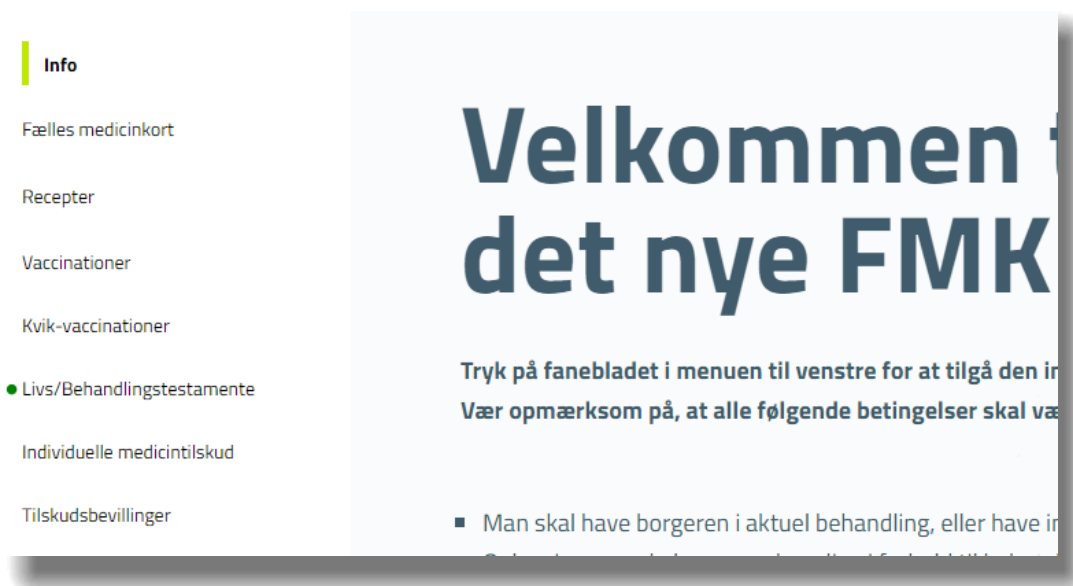 Info
Fælles medicinkort
Recepter
Vaccinationer
Kvik-vaccinationer
Livs/Behandlingstestamente
Individuelle medicintilskud
Tilskudsbevillinger
Velkommen
det nye FMK
Tryk på fanebladet i menuen til venstre for at tilgå den
Vær opmærksom på, at alle følgende betingelser skal
Man skal have borgeren i aktuel behandling, eller have